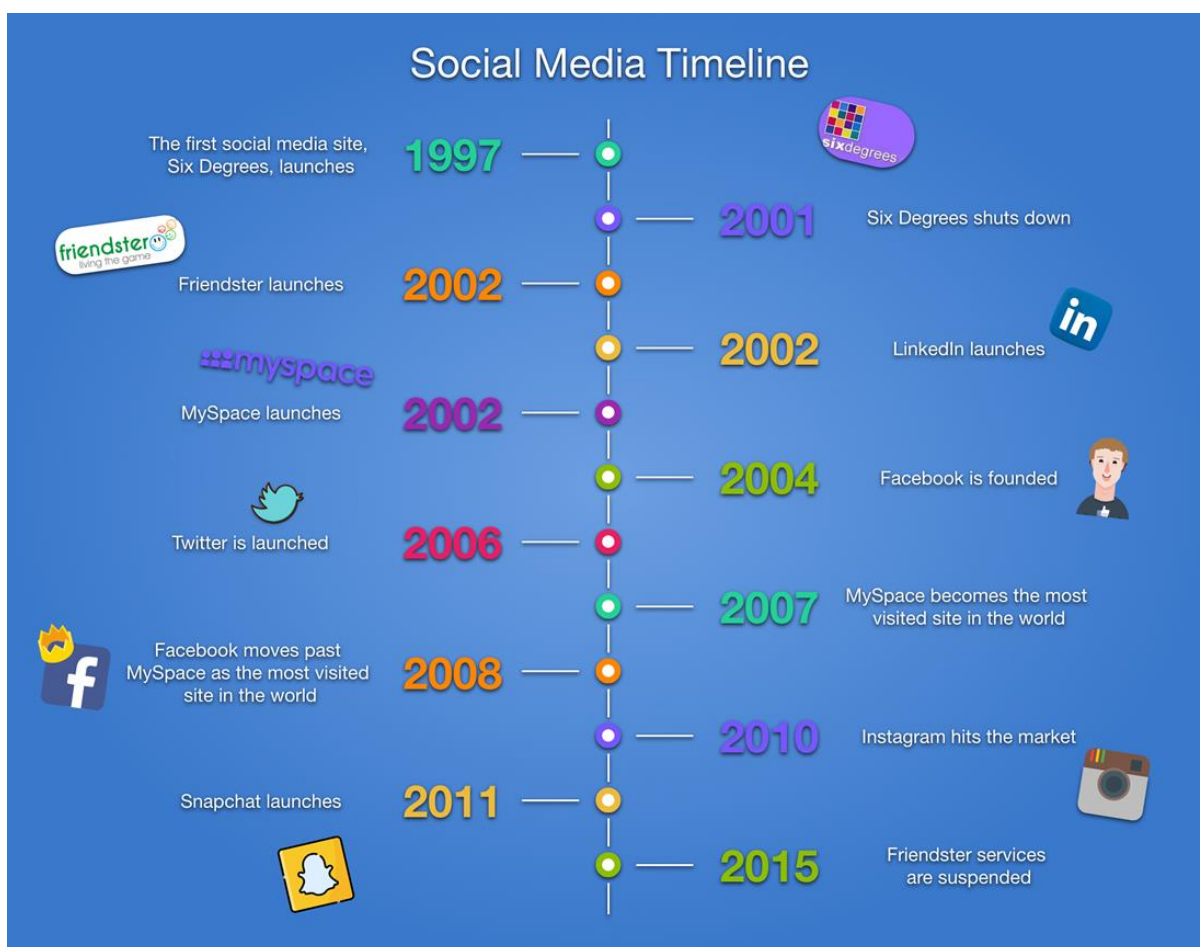 Social Media Timeline
sixdegrees
The first social media site,
Six Degrees, launches
1997
2001
Six Degrees shuts down
friendster
living the game
Friendster launches
2002
in
2002
LinkedIn launches
myspace
MySpace launches
2002
2004
Facebook is founded
Twitter is launched
2006
2007
MySpace becomes the most
visited site in the world
f
Facebook moves past
MySpace as the most visited
site in the world
2008
2010
Instagram hits the market
Snapchat launches
2011
2015
Friendster services
are suspended